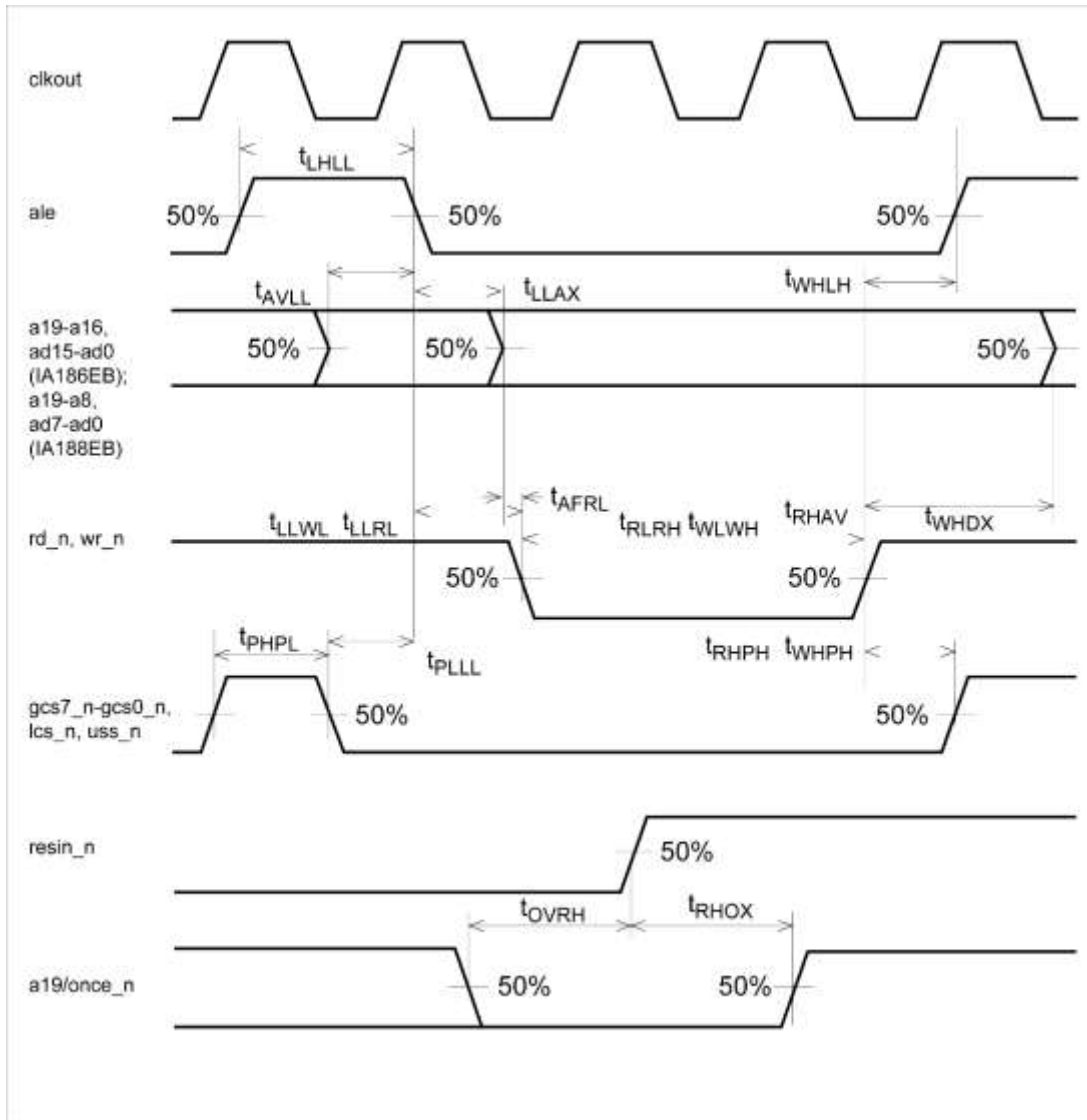 clkout
tLHLL
ale
50%
50%
50%
tAVLL
tLLAX
tWHLH
a19-a16,
ad15-ad0
(IA186EB);
a19-a8,
ad7-ad0
(IA188EB)
50%
50%
50%
tAFRL
tLLWL tLLRL
tRLRH tWLWH
tRHAV
tWHDX
rd_n, wr_n
50%
50%
tPHPL
tPLLL
tRHPH tWHPH
gcs7_n-gcs0_n,
lcs_n, uss_n
50%
50%
resin_n
50%
tOVRH
tRHOX
a19/once_n
50%
50%